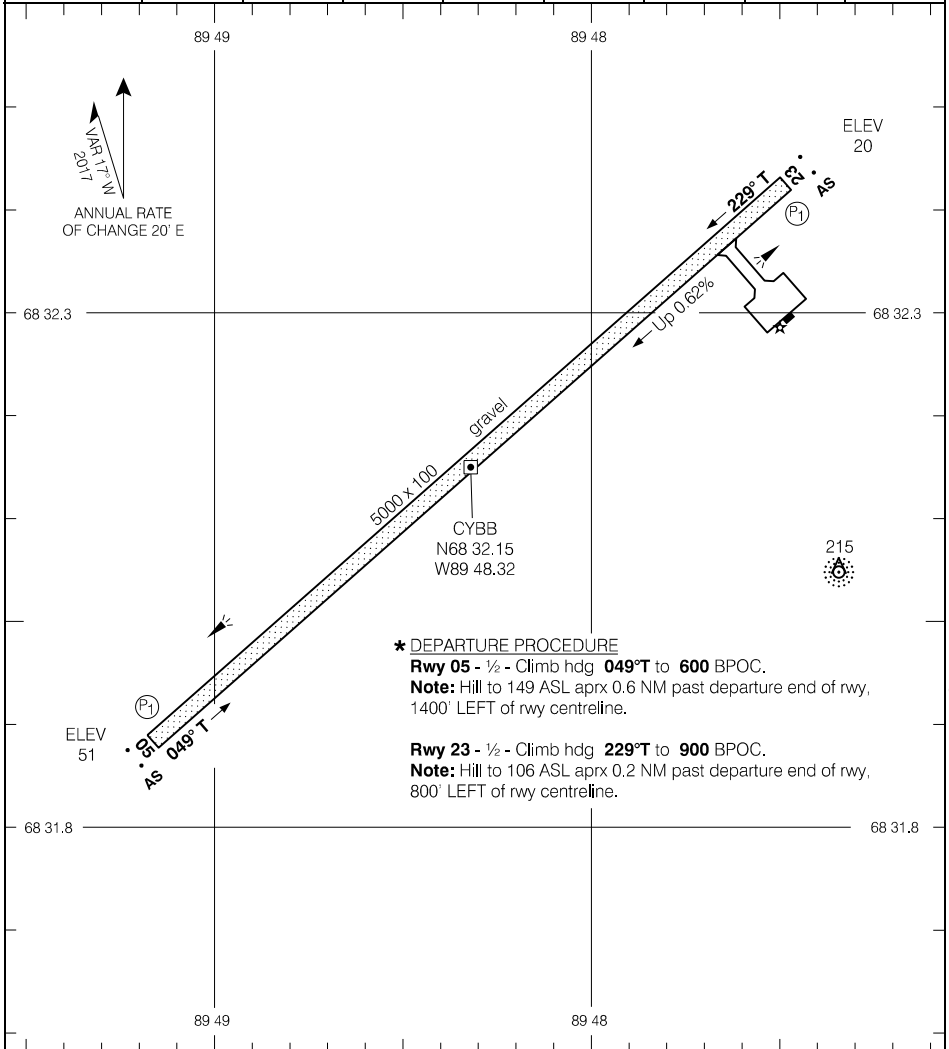 89 49
89 48
VAR 17° W
2017
ANNUAL RATE
OF CHANGE 20' E
ELEV
20
23
AS
229° T
P1
Up 0.62%
68 32.3
68 32.3
gravel
5000 x 100
CYBB
N68 32.15
W89 48.32
215
* DEPARTURE PROCEDURE
Rwy 05 - ½ - Climb hdg 049°T to 600 BPOC.
Note: Hill to 149 ASL aprx 0.6 NM past departure end of rwy,
1400' LEFT of rwy centreline.
Rwy 23 - ½ - Climb hdg 229°T to 900 BPOC.
Note: Hill to 106 ASL aprx 0.2 NM past departure end of rwy,
800' LEFT of rwy centreline.
P1
ELEV
51
05
049° T
AS
68 31.8
68 31.8
89 49
89 48